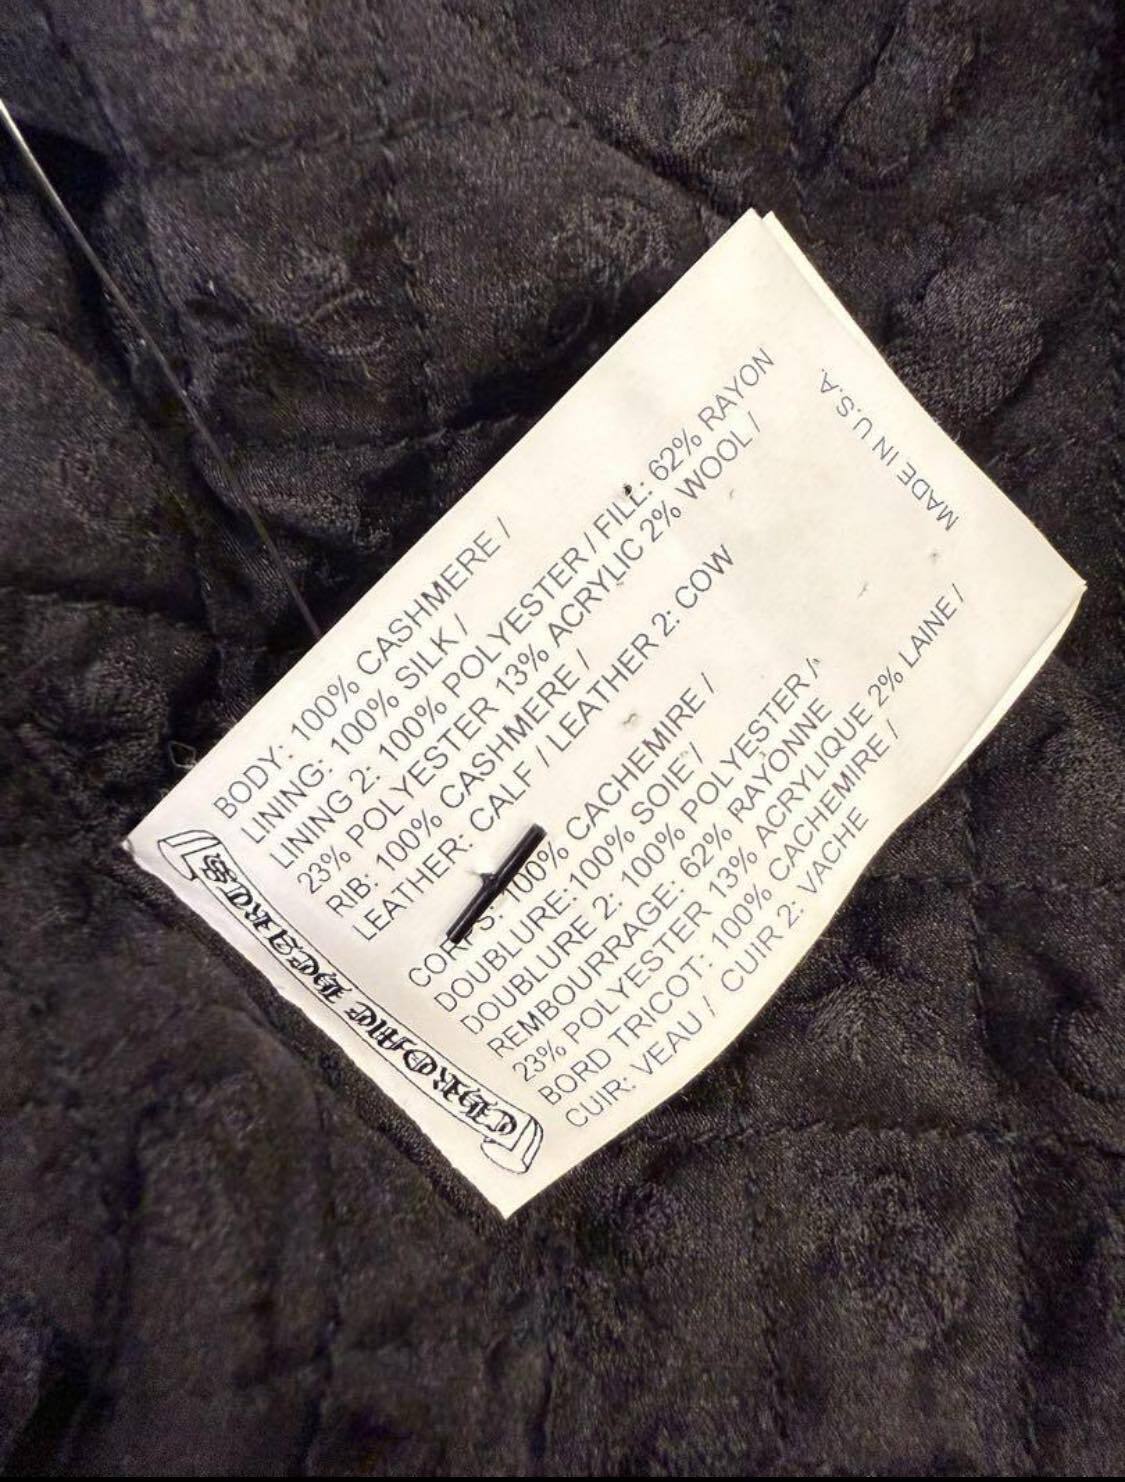 CHROME HEARTS
BODY: 100% CASHMERE /
LINING: 100% SILK /
LINING 2: 100% POLYESTER / FILL: 62% RAYON
23% POLYESTER 13% ACRYLIC 2% WOOL /
RIB: 100% CASHMERE /
LEATHER: CALF / LEATHER 2: COW
CORPS: 100% CACHEMIRE /
DOUBLURE:100% SOIE /
DOUBLURE 2: 100% POLYESTER /
REMBOURRAGE: 62% RAYONNE
23% POLYESTER 13% ACRYLIQUE 2% LAINE /
BORD TRICOT: 100% CACHEMIRE /
CUIR: VEAU / CUIR 2: VACHE
MADE IN U.S.A.